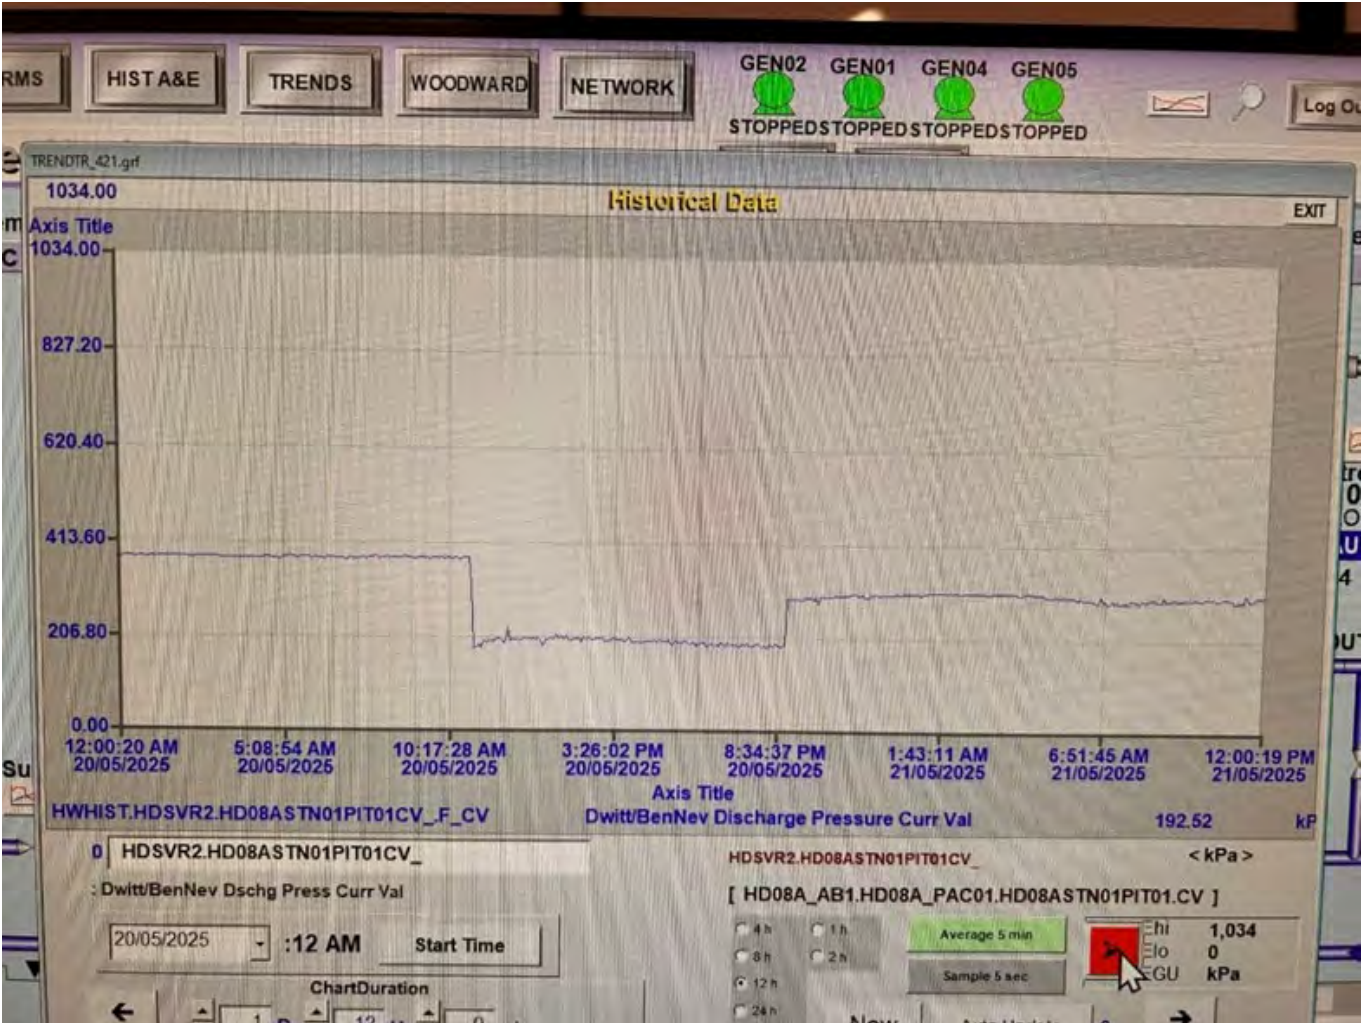 RMS HIST A&E TRENDS WOODWARD NETWORK
GEN02 GEN01 GEN04 GEN05
STOPPED STOPPED STOPPED STOPPED
Log Ou
TRENDTR_421.grf
1034.00
Historical Data
EXIT
Axis Title
1034.00
827.20
620.40
413.60
206.80
0.00
12:00:20 AM 5:08:54 AM 10:17:28 AM 3:26:02 PM 8:34:37 PM 1:43:11 AM 6:51:45 AM 12:00:19 PM
20/05/2025 20/05/2025 20/05/2025 20/05/2025 20/05/2025 21/05/2025 21/05/2025 21/05/2025
Axis Title
HWHIST.HDSVR2.HD08ASTN01PIT01CV_.F_CV Dwitt/BenNev Discharge Pressure Curr Val 192.52 kP
0 HDSVR2.HD08ASTN01PIT01CV_
HDSVR2.HD08ASTN01PIT01CV_ < kPa >
: Dwitt/BenNev Dschg Press Curr Val
[ HD08A_AB1.HD08A_PAC01.HD08ASTN01PIT01.CV ]
20/05/2025 :12 AM Start Time
4 h 1 h
8 h 2 h
12 h
24 h
Average 5 min
Sample 5 sec
Ehi 1,034
Elo 0
EGU kPa
ChartDuration
Su